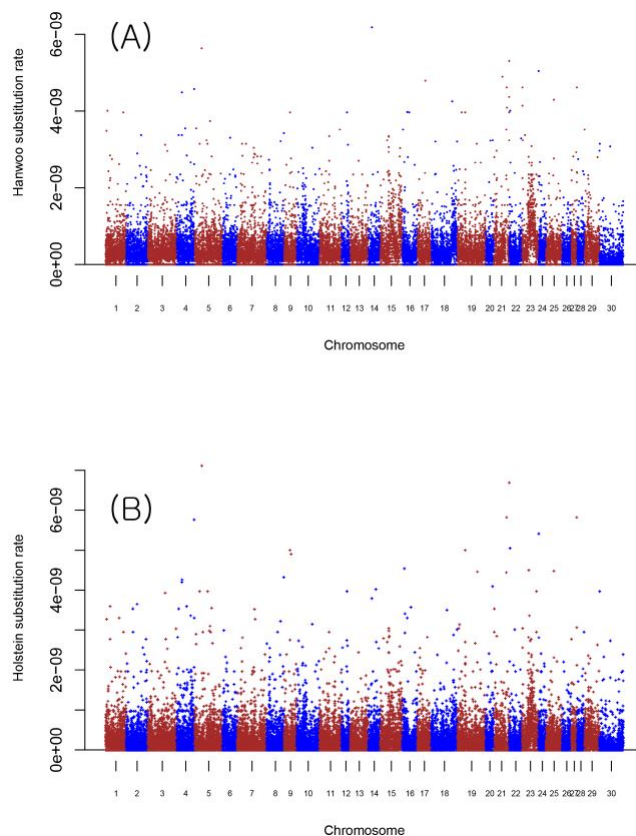 (A)
Hanwoo substitution rate
6e-09
4e-09
2e-09
0e+00
1 2 3 4 5 6 7 8 9 10 11 12 13 14 15 16 17 18 19 20 21 22 23 24 25 26 27 28 29 30
Chromosome
(B)
Holstein substitution rate
6e-09
4e-09
2e-09
0e+00
1 2 3 4 5 6 7 8 9 10 11 12 13 14 15 16 17 18 19 20 21 22 23 24 25 26 27 28 29 30
Chromosome